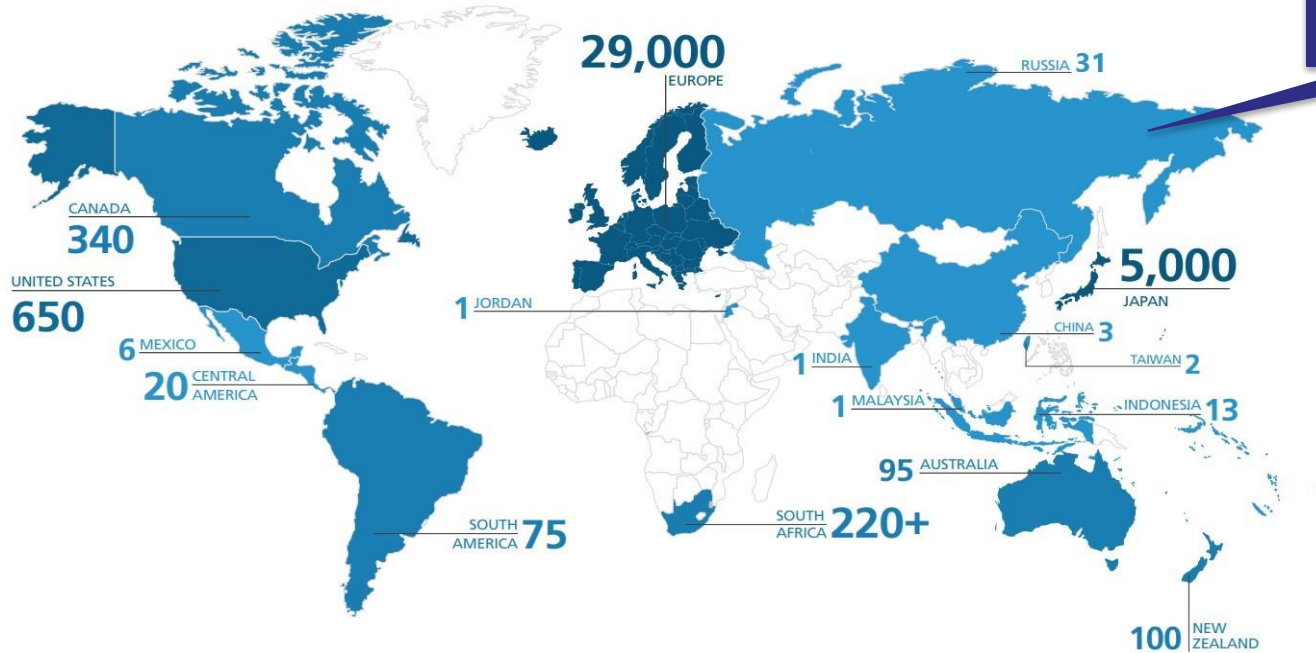 29,000
EUROPE
RUSSIA 31
CANADA
340
UNITED STATES
650
5,000
JAPAN
1 JORDAN
6 MEXICO
20 CENTRAL
AMERICA
CHINA 3
1 INDIA
TAIWAN 2
1 MALAYSIA
INDONESIA 13
95 AUSTRALIA
SOUTH
AMERICA 75
SOUTH
AFRICA 220+
100 NEW
ZEALAND